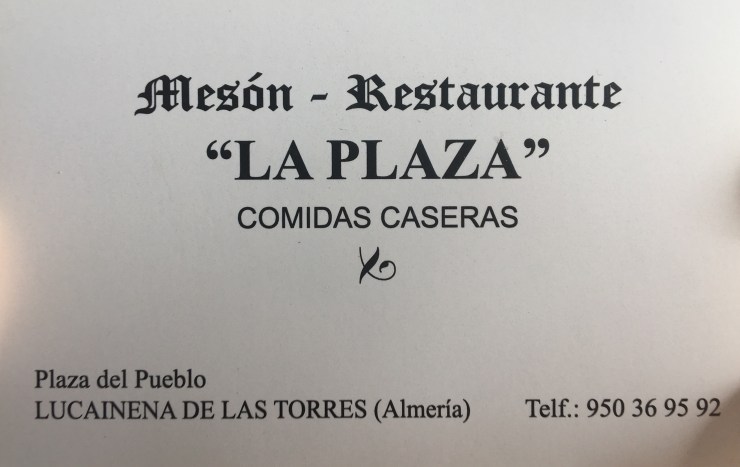 Mesón - Restaurante
“LA PLAZA”
COMIDAS CASERAS
Plaza del Pueblo
LUCAINENA DE LAS TORRES (Almería) Telf.: 950 36 95 92